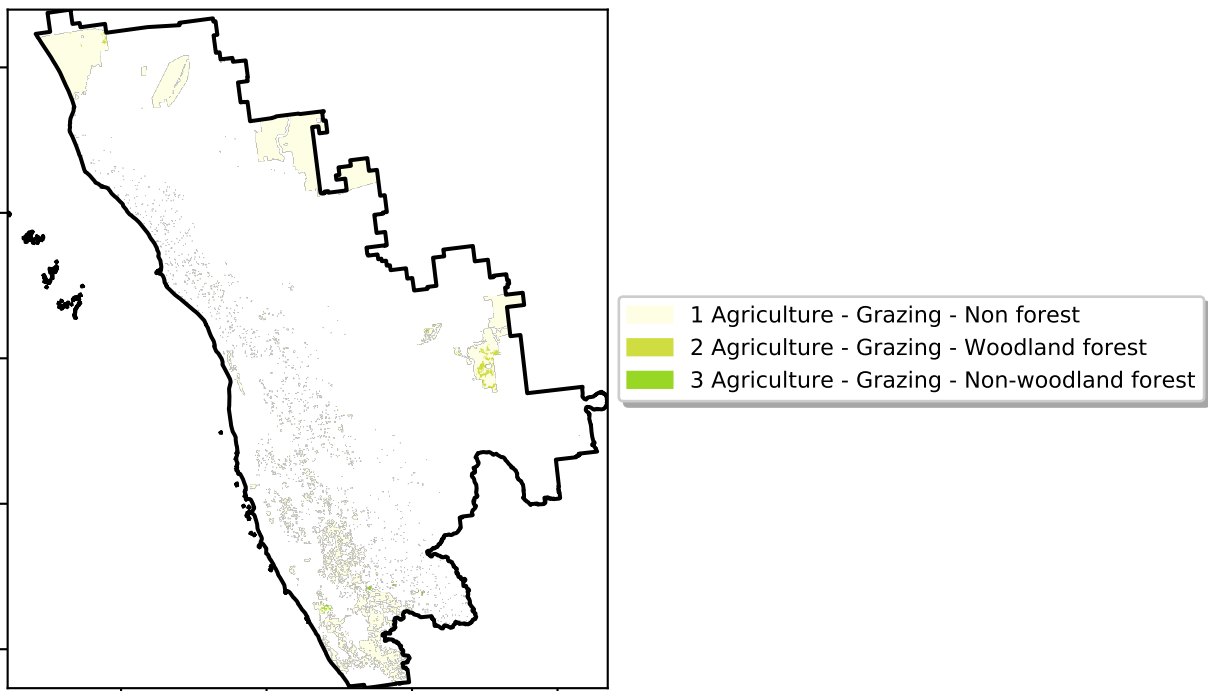 1 Agriculture - Grazing - Non forest
2 Agriculture - Grazing - Woodland forest
3 Agriculture - Grazing - Non-woodland forest